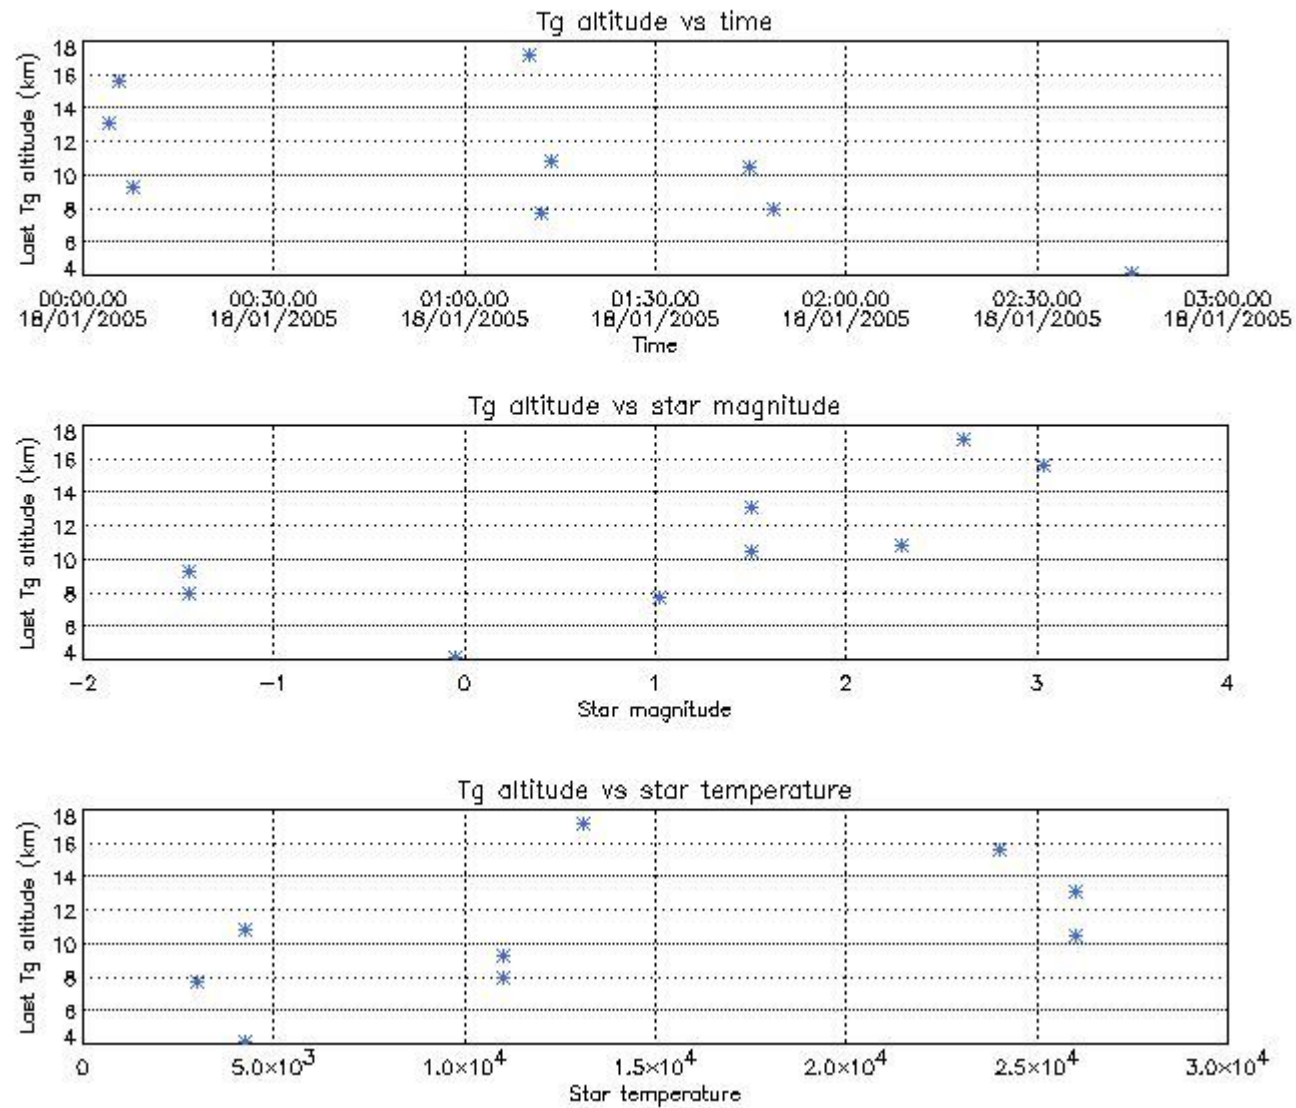 Tg altitude vs time
Last Tg altitude (km)
18
16
14
12
10
8
6
4
00:00.00 00:30.00 01:00.00 01:30.00 02:00.00 02:30.00 03:00.00
18/01/2005 18/01/2005 18/01/2005 18/01/2005 18/01/2005 18/01/2005 18/01/2005
Time
Tg altitude vs star magnitude
Last Tg altitude (km)
18
16
14
12
10
8
6
4
-2 -1 0 1 2 3 4
Star magnitude
Tg altitude vs star temperature
Last Tg altitude (km)
18
16
14
12
10
8
6
4
0 5.0×10³ 1.0×10⁴ 1.5×10⁴ 2.0×10⁴ 2.5×10⁴ 3.0×10⁴
Star temperature